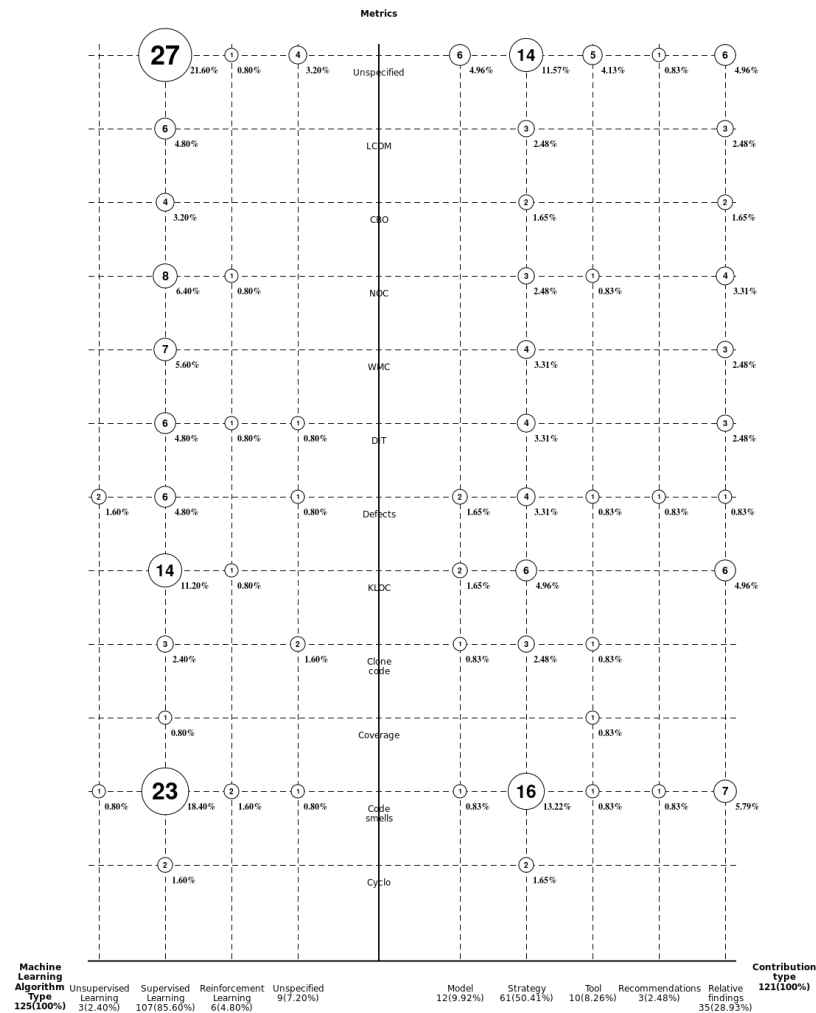 Metrics
27 1 4 6 14 5 1 6
21.60% 0.80% 3.20% Unspecified 4.96% 11.57% 4.13% 0.83% 4.96%
6 3 3
4.80% LCOM 2.48% 2.48%
4 2 2
3.20% CBO 1.65% 1.65%
8 1 3 1 4
6.40% 0.80% NOC 2.48% 0.83% 3.31%
7 4 3
5.60% WMC 3.31% 2.48%
6 1 1 4 3
4.80% 0.80% 0.80% DIT 3.31% 2.48%
2 6 1 2 4 1 1 1
1.60% 4.80% 0.80% Defects 1.65% 3.31% 0.83% 0.83% 0.83%
14 1 2 6 6
11.20% 0.80% KLOC 1.65% 4.96% 4.96%
3 2 1 3 1
2.40% 1.60% Clone 0.83% 2.48% 0.83%
code
1 1
0.80% Coverage 0.83%
1 23 2 1 1 16 1 1 7
0.80% 18.40% 1.60% 0.80% Code 0.83% 13.22% 0.83% 0.83% 5.79%
smells
2 2
1.60% Cyclo 1.65%
Machine
Learning
Algorithm
Type
125(100%)
Unsupervised
Learning
3(2.40%)
Supervised
Learning
107(85.60%)
Reinforcement
Learning
6(4.80%)
Unspecified
9(7.20%)
Model
12(9.92%)
Strategy
61(50.41%)
Tool
10(8.26%)
Recommendations
3(2.48%)
Relative
findings
35(28.93%)
Contribution
type
121(100%)